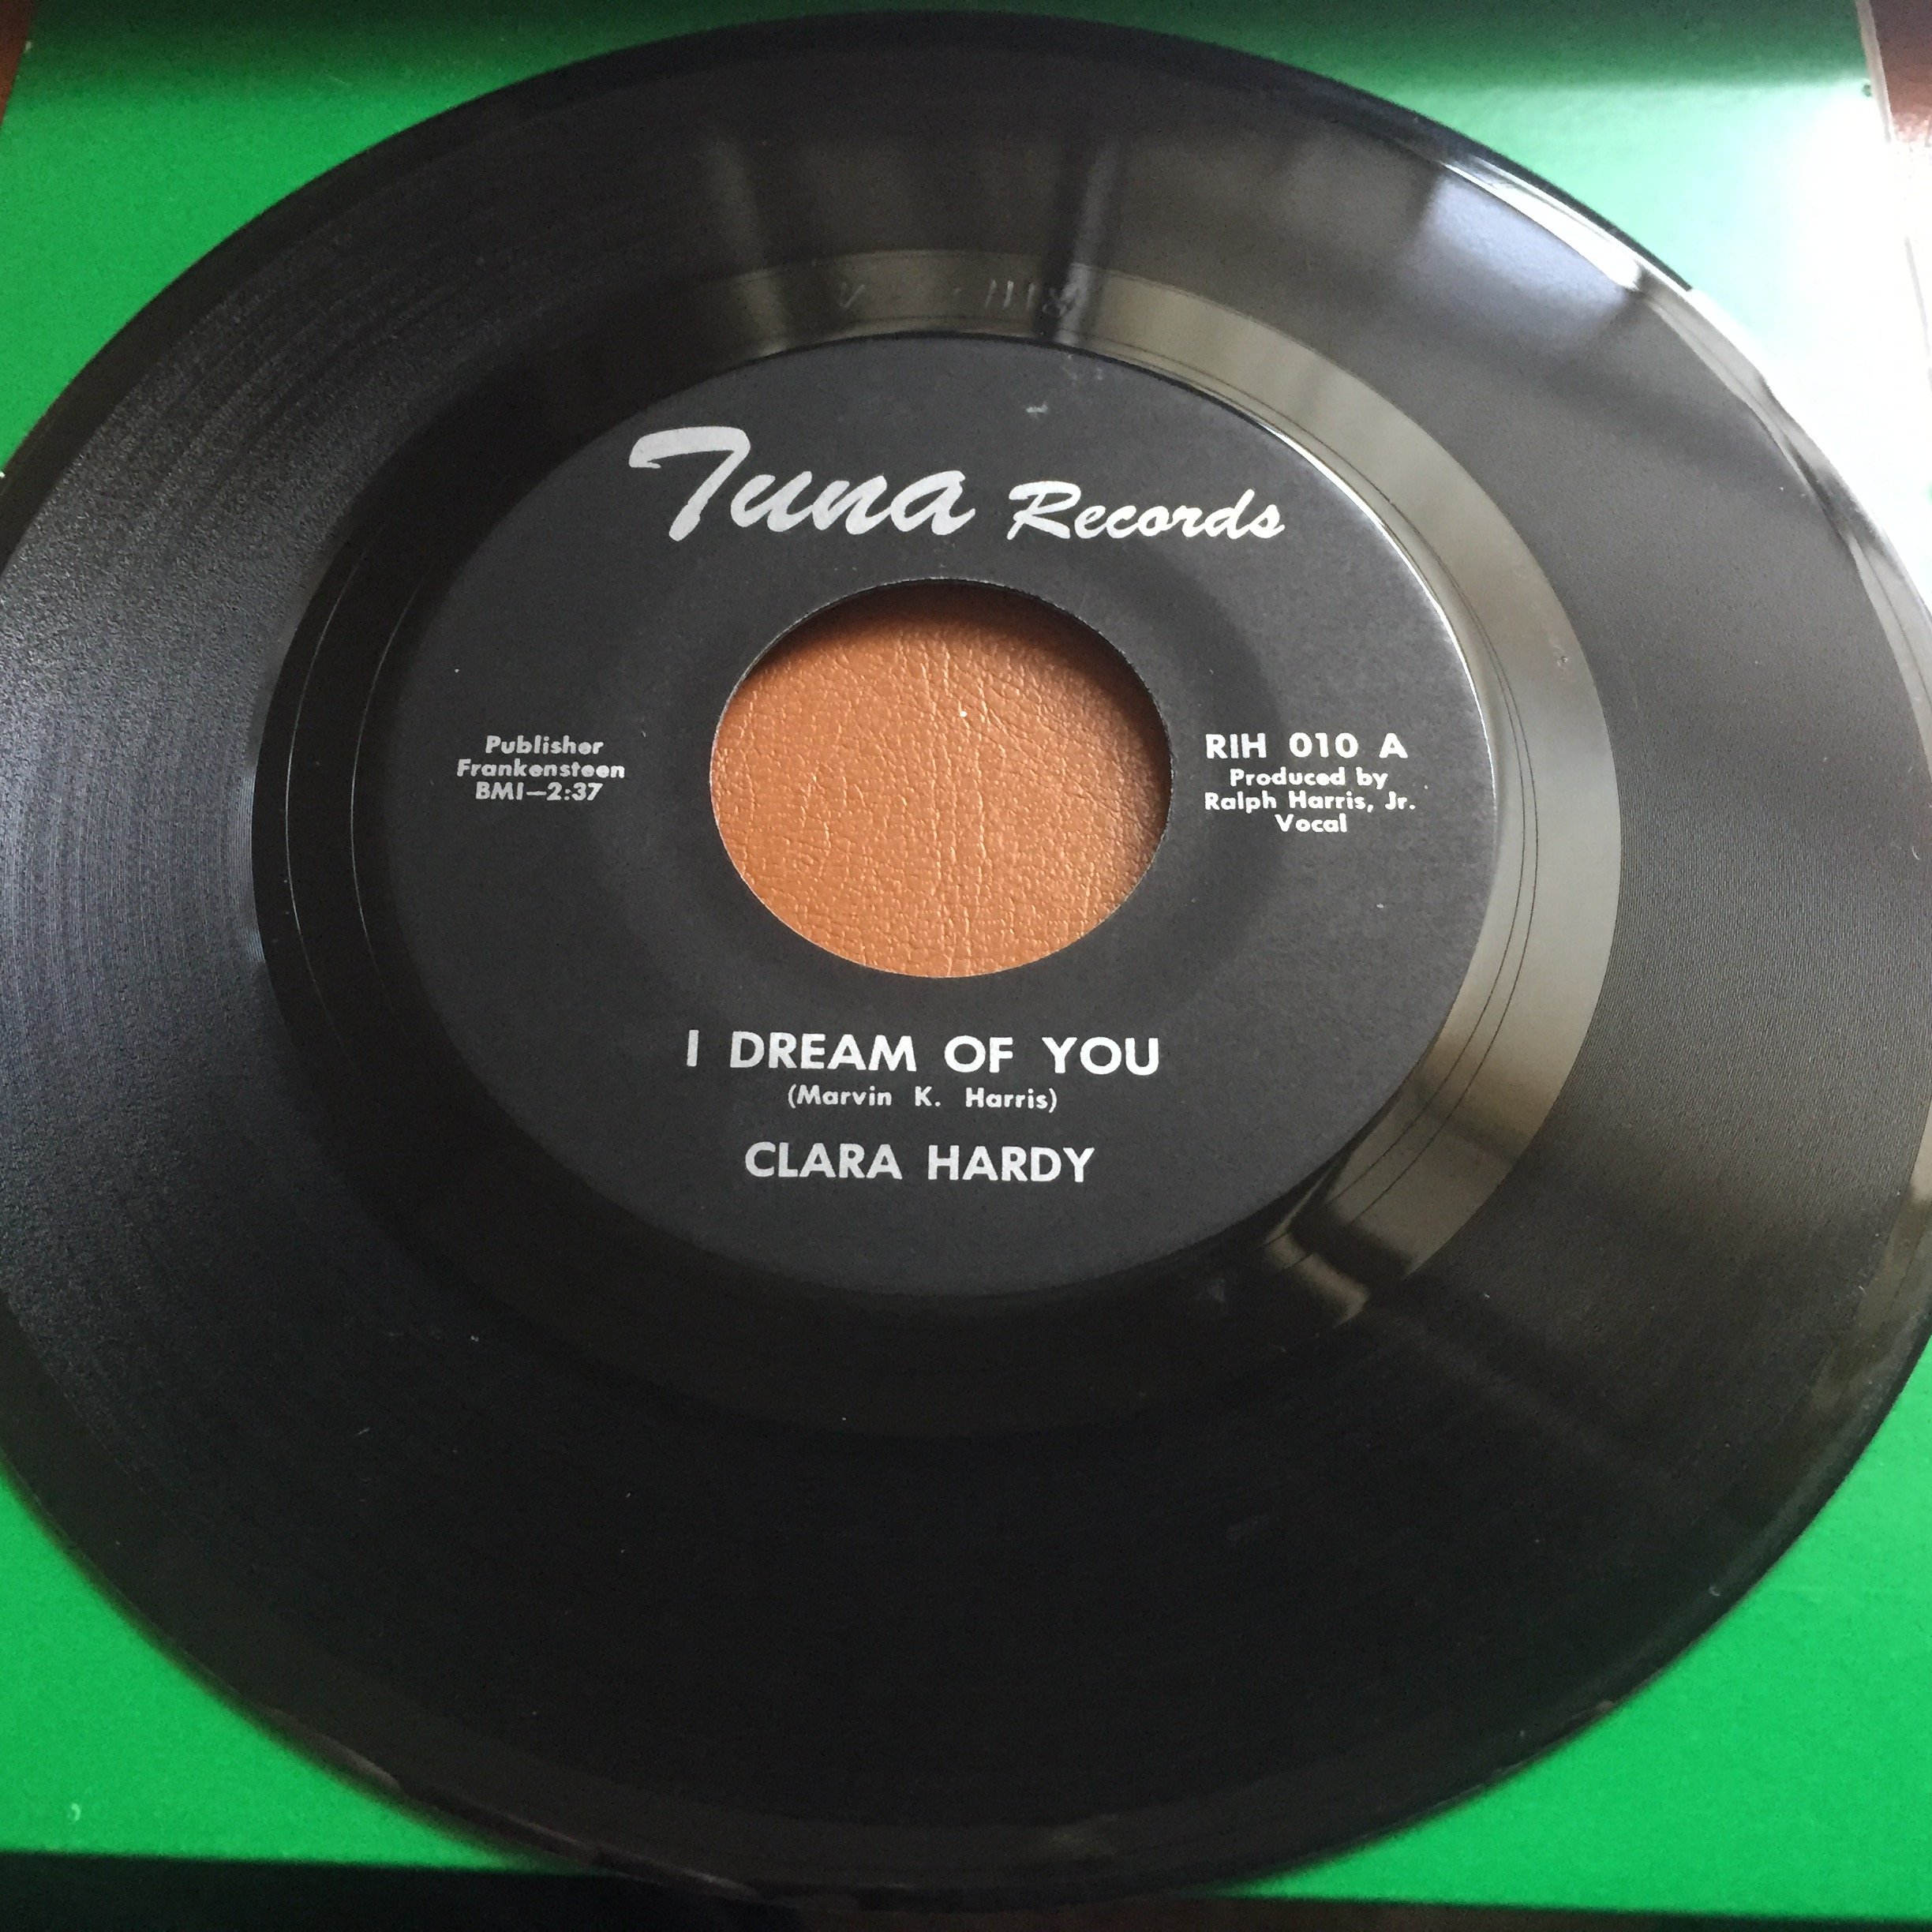 Tuna Records
Publisher
Frankensteen
BMI—2:37
RIH 010 A
Produced by
Ralph Harris, Jr.
Vocal
I DREAM OF YOU
(Marvin K. Harris)
CLARA HARDY